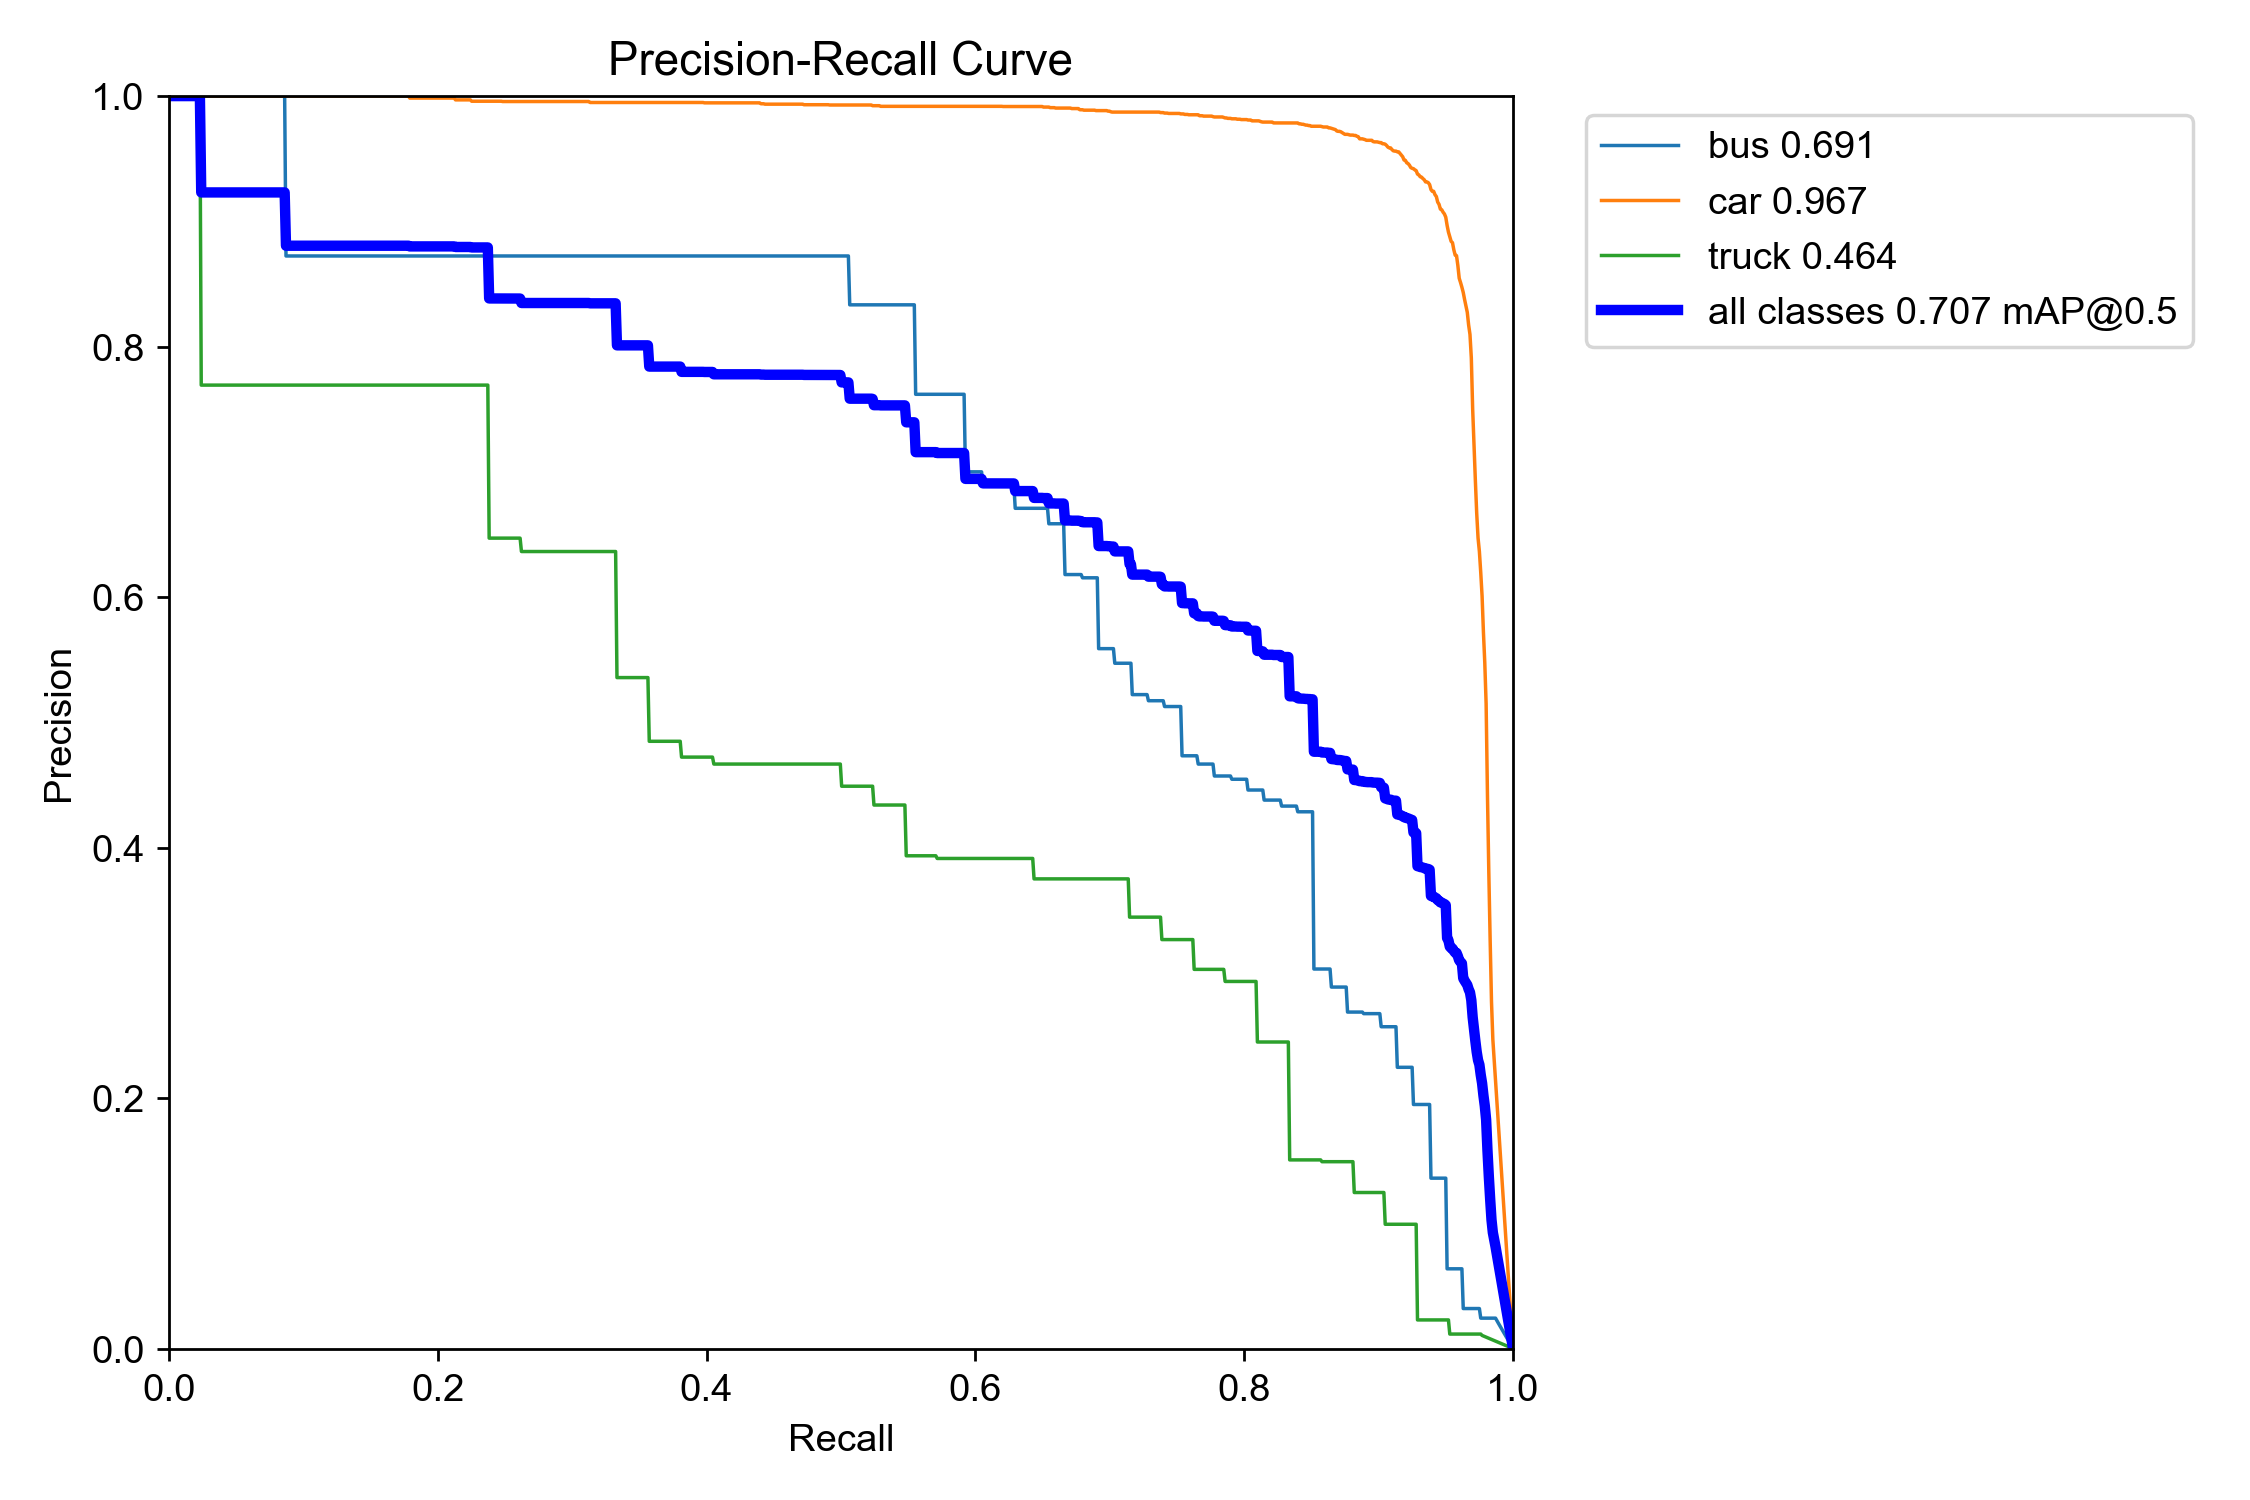 Precision-Recall Curve
1.0
0.8
0.6
0.4
0.2
0.0
Precision
0.0 0.2 0.4 0.6 0.8 1.0
Recall
bus 0.691
car 0.967
truck 0.464
all classes 0.707 mAP@0.5